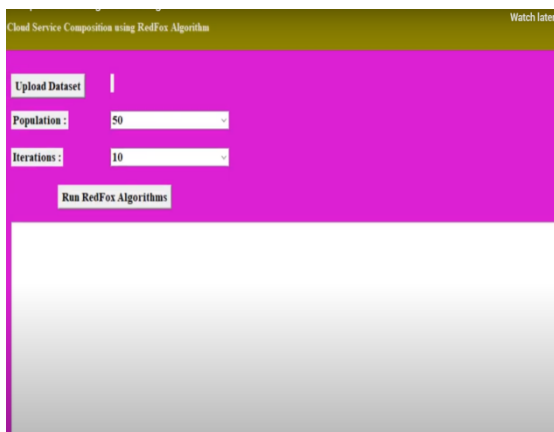 Watch later
Cloud Service Composition using RedFox Algorithm
Upload Dataset
Population :
50
Iterations :
10
Run RedFox Algorithms